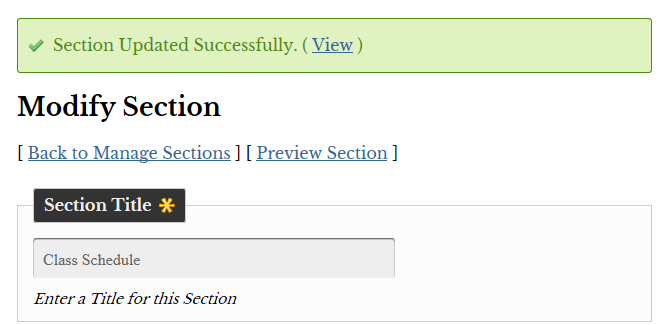 Section Updated Successfully. ( View )
Modify Section
[ Back to Manage Sections ] [ Preview Section ]
Section Title
Class Schedule
Enter a Title for this Section